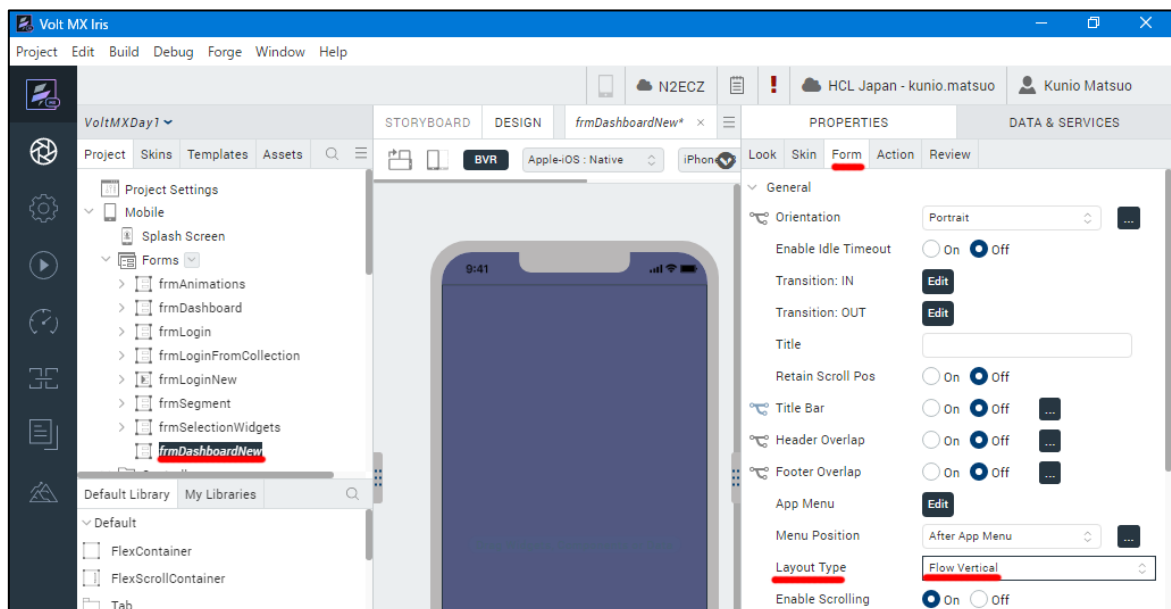 Volt MX Iris
Project Edit Build Debug Forge Window Help
N2ECZ
HCL Japan - kunio.matsuo
Kunio Matsuo
VoltMXDay1
STORYBOARD DESIGN frmDashboardNew* ×
PROPERTIES DATA & SERVICES
Project Skins Templates Assets
BVR Apple-iOS : Native
Look Skin Form Action Review
Project Settings
Mobile
Splash Screen
Forms
frmAnimations
frmDashboard
frmLogin
frmLoginFromCollection
frmLoginNew
frmSegment
frmSelectionWidgets
frmDashboardNew
Default Library My Libraries
Default
FlexContainer
FlexScrollContainer
Tab
9:41
General
Orientation Portrait ...
Enable Idle Timeout On Off
Transition: IN Edit
Transition: OUT Edit
Title
Retain Scroll Pos On Off
Title Bar On Off ...
Header Overlap On Off ...
Footer Overlap On Off ...
App Menu Edit
Menu Position After App Menu ...
Layout Type Flow Vertical
Enable Scrolling On Off